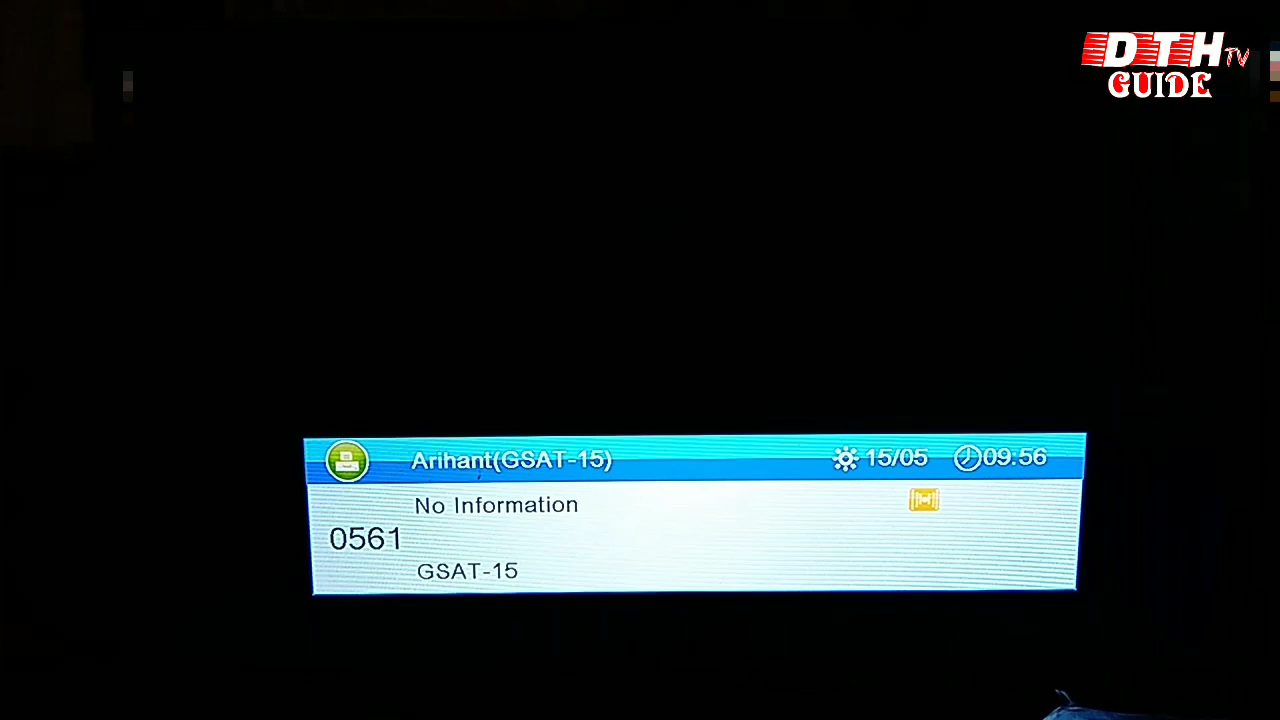 DTH TV
GUIDE
Arihant(GSAT-15) 15/05 09:56
No Information
0561
GSAT-15